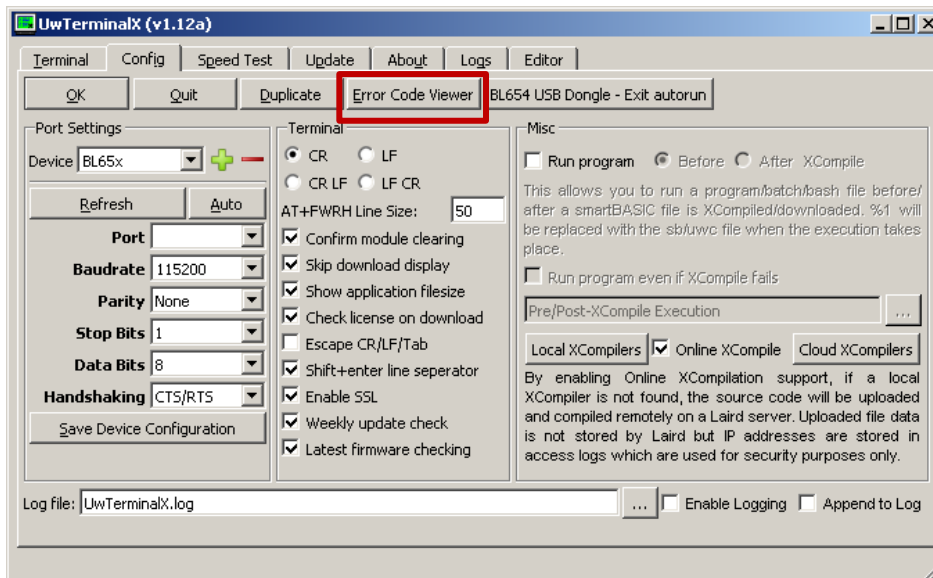 UwTerminalX (v1.12a)
Terminal Config Speed Test Update About Logs Editor
OK Quit Duplicate Error Code Viewer BL654 USB Dongle - Exit autorun
Port Settings
Device BL65x
Refresh Auto
Port
Baudrate 115200
Parity None
Stop Bits 1
Data Bits 8
Handshaking CTS/RTS
Save Device Configuration
Terminal
CR LF
CR LF LF CR
AT+FWRH Line Size: 50
Confirm module clearing
Skip download display
Show application filesize
Check license on download
Escape CR/LF/Tab
Shift+enter line seperator
Enable SSL
Weekly update check
Latest firmware checking
Misc
Run program Before After XCompile
This allows you to run a program/batch/bash file before/
after a smartBASIC file is XCompiled/downloaded. %1 will
be replaced with the sb/uwc file when the execution takes
place.
Run program even if XCompile fails
Pre/Post-XCompile Execution ...
Local XCompilers Online XCompile Cloud XCompilers
By enabling Online XCompilation support, if a local
XCompiler is not found, the source code will be uploaded
and compiled remotely on a Laird server. Uploaded file data
is not stored by Laird but IP addresses are stored in
access logs which are used for security purposes only.
Log file: UwTerminalX.log ... Enable Logging Append to Log